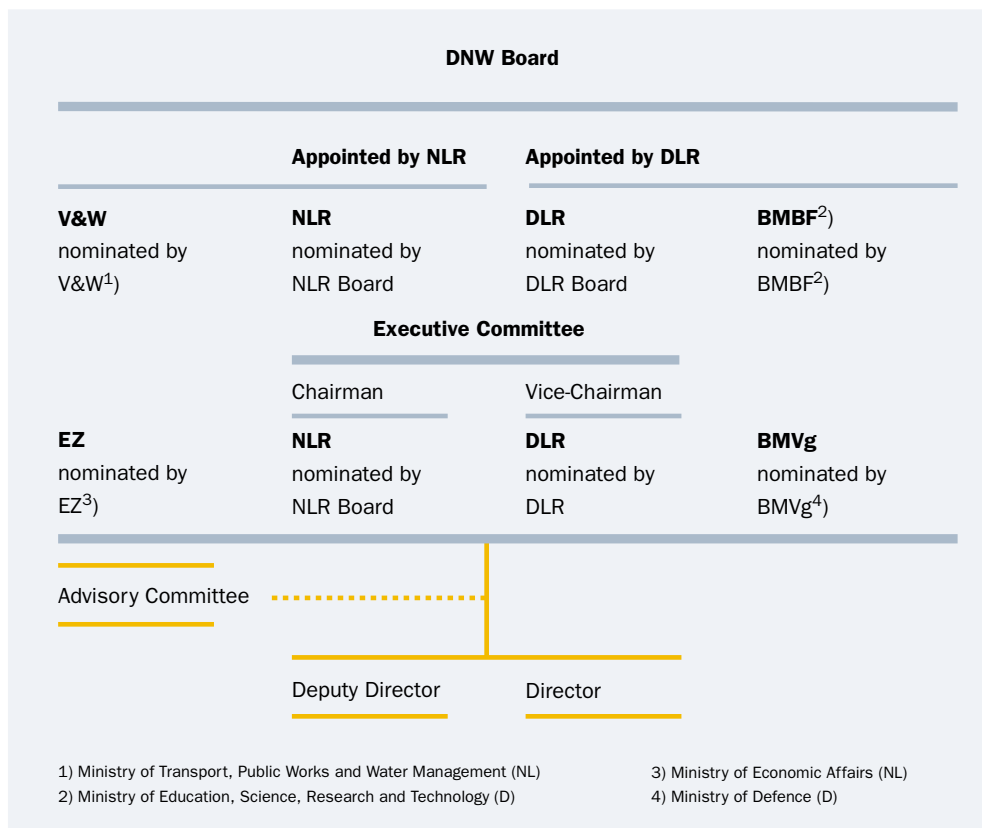 DNW Board
Appointed by NLR
Appointed by DLR
V&W
nominated by
V&W1)
NLR
nominated by
NLR Board
DLR
nominated by
DLR Board
BMBF2)
nominated by
BMBF2)
Executive Committee
Chairman
Vice-Chairman
EZ
nominated by
EZ3)
NLR
nominated by
NLR Board
DLR
nominated by
DLR
BMVg
nominated by
BMVg4)
Advisory Committee
Deputy Director
Director
1) Ministry of Transport, Public Works and Water Management (NL)
2) Ministry of Education, Science, Research and Technology (D)
3) Ministry of Economic Affairs (NL)
4) Ministry of Defence (D)